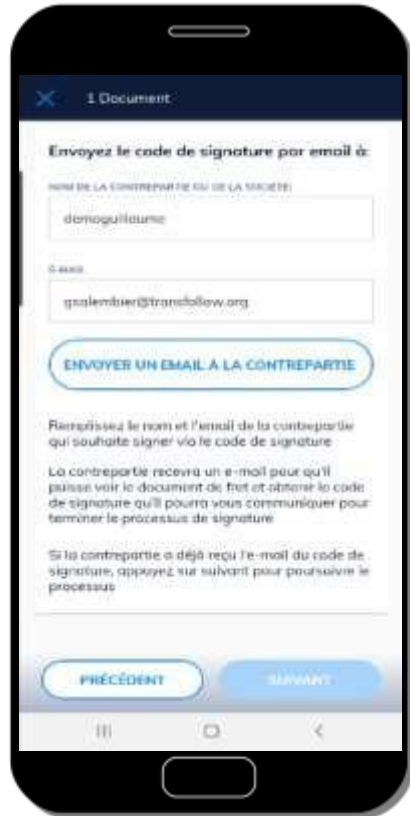 1 Document
Envoyez le code de signature par email à:
NOM DE LA CONTREPARTIE OU DE LA SOCIÉTÉ:
demoguillaume
E-MAIL
gsalembier@transfollow.org
ENVOYER UN EMAIL À LA CONTREPARTIE
Remplissez le nom et l'email de la contrepartie
qui souhaite signer via le code de signature
La contrepartie recevra un e-mail pour qu'il
puisse voir le document de fret et obtenir le code
de signature qu'il pourra vous communiquer pour
terminer le processus de signature
Si la contrepartie a déjà reçu l'e-mail du code de
signature, appuyez sur suivant pour poursuivre le
processus
PRÉCÉDENT
SUIVANT